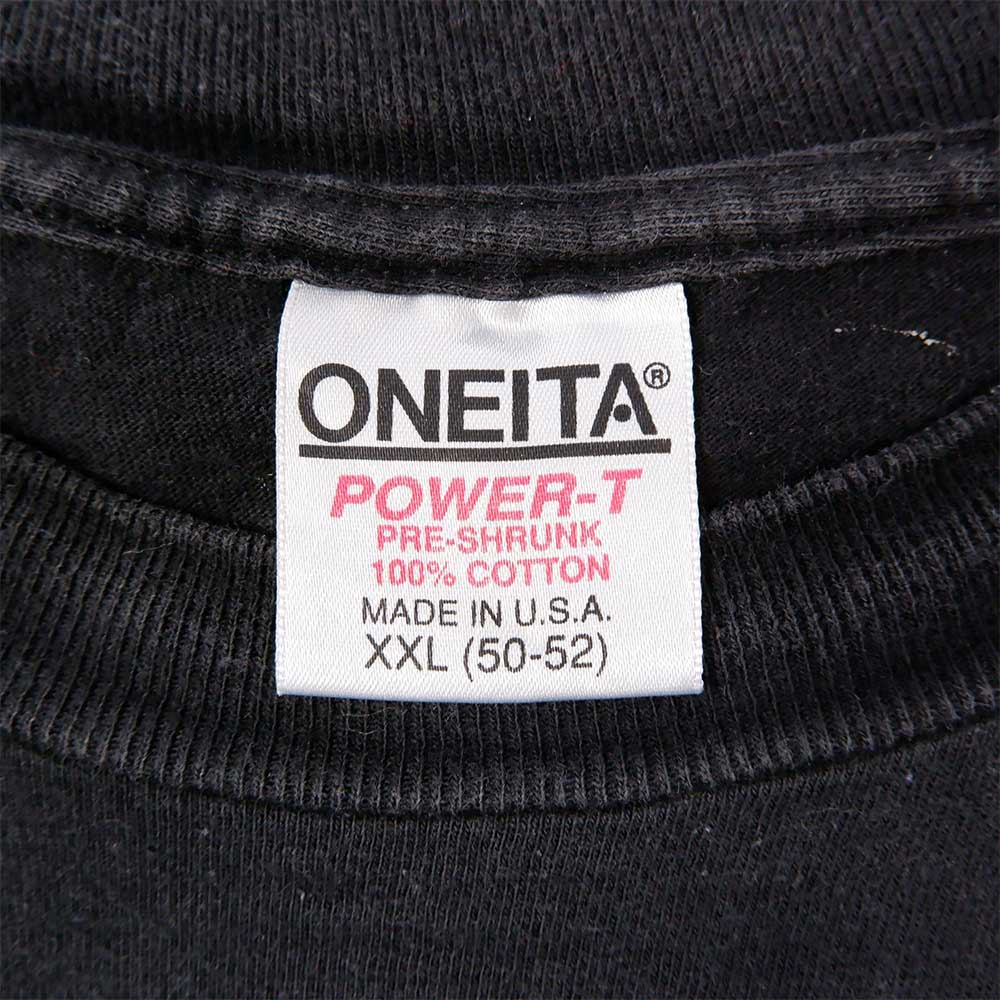 ONEITA®
POWER-T
PRE-SHRUNK
100% COTTON
MADE IN U.S.A.
XXL (50-52)